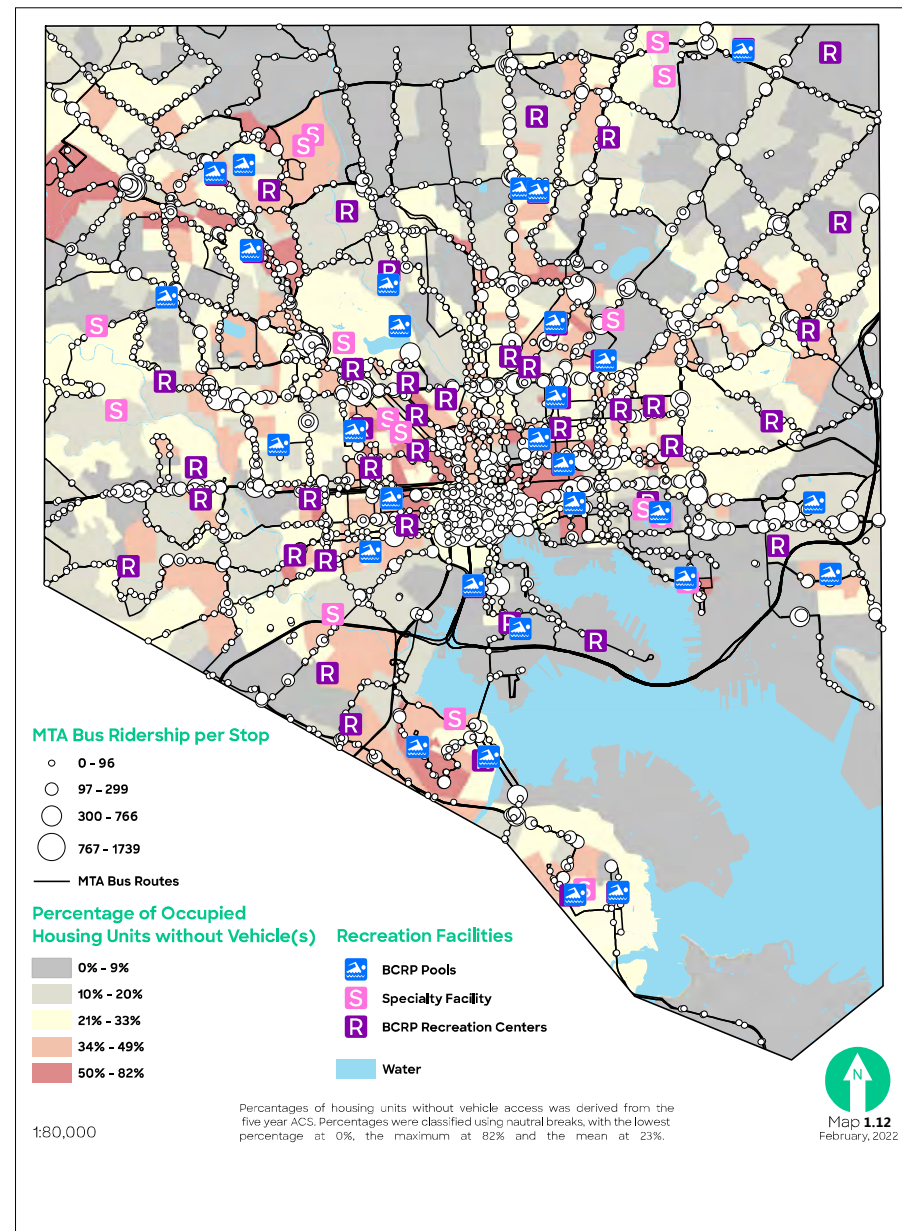 MTA Bus Ridership per Stop
0 - 96
97 - 299
300 - 766
767 - 1739
MTA Bus Routes
Percentage of Occupied
Housing Units without Vehicle(s)
0% - 9%
10% - 20%
21% - 33%
34% - 49%
50% - 82%
Recreation Facilities
BCRP Pools
S Specialty Facility
R BCRP Recreation Centers
Water
1:80,000
Percentages of housing units without vehicle access was derived from the
five year ACS. Percentages were classified using nautral breaks, with the lowest
percentage at 0%, the maximum at 82% and the mean at 23%.
N
Map 1.12
February, 2022